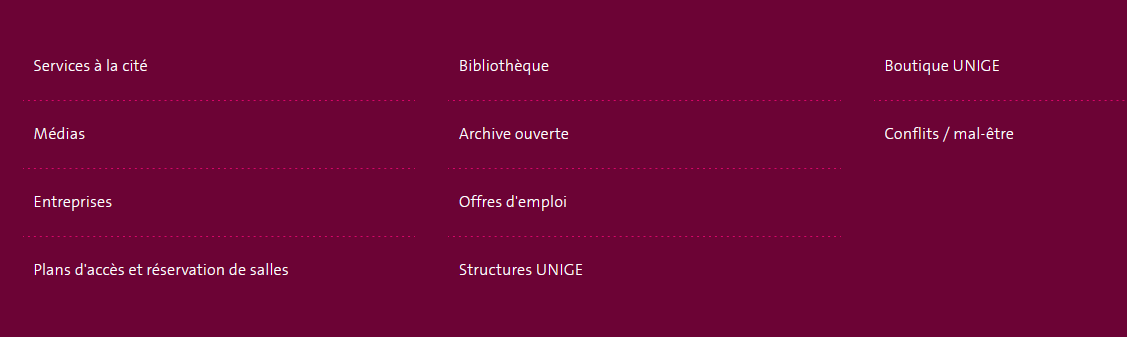 Services à la cité
Médias
Entreprises
Plans d'accès et réservation de salles
Bibliothèque
Archive ouverte
Offres d'emploi
Structures UNIGE
Boutique UNIGE
Conflits / mal-être